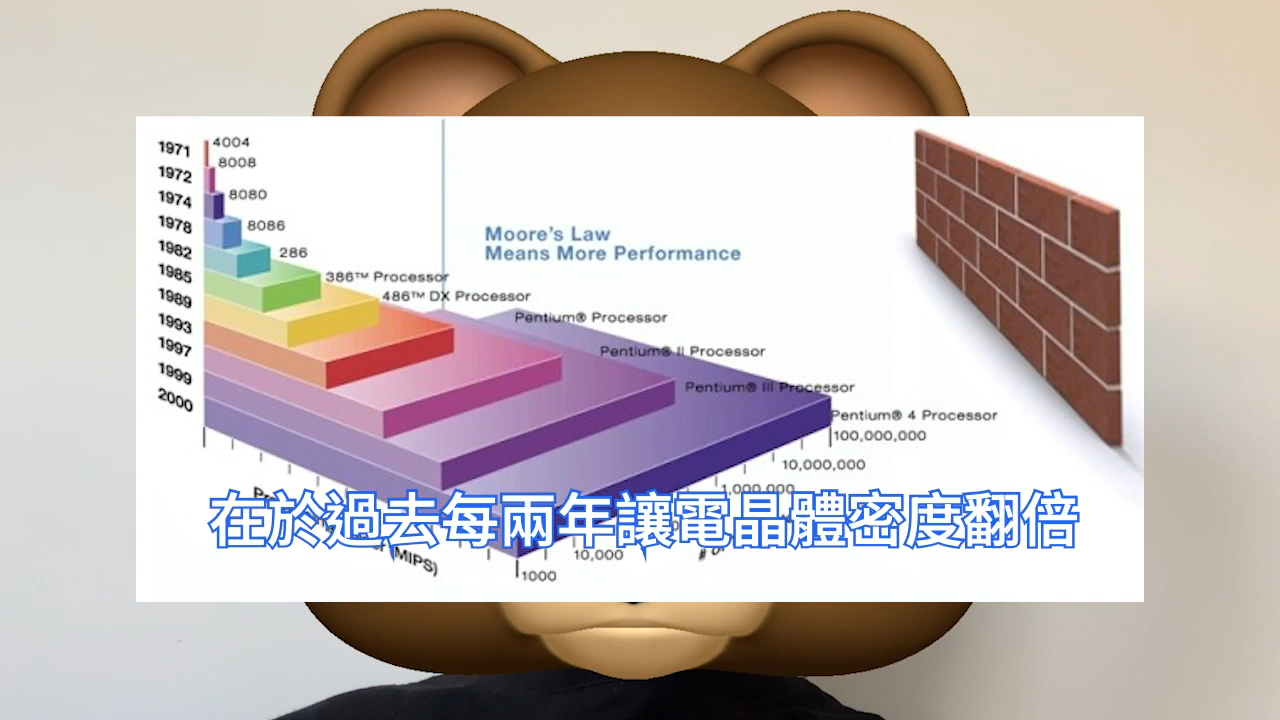 1971
4004
1972
8008
1974
8080
1978
8086
1982
286
1985
386™ Processor
1989
486™ DX Processor
1993
Pentium® Processor
1997
Pentium® II Processor
1999
Pentium® III Processor
2000
Pentium® 4 Processor
Moore's Law
Means More Performance
100,000,000
10,000,000
1,000,000
10,000
1000
(MIPS)
# of
在於過去每兩年讓電晶體密度翻倍